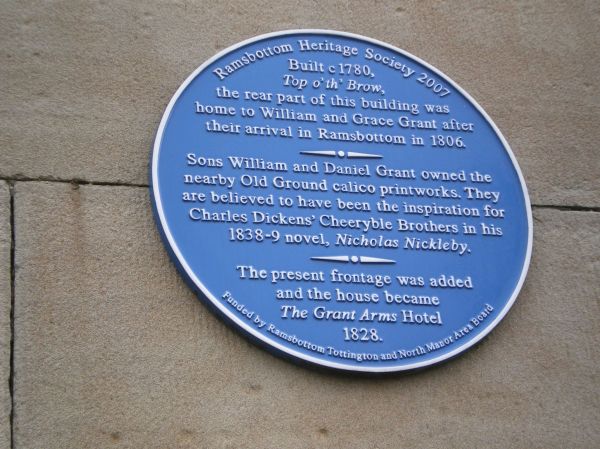 Ramsbottom Heritage Society 2007
Built c1780,
Top o'th' Brow,
the rear part of this building was
home to William and Grace Grant after
their arrival in Ramsbottom in 1806.
Sons William and Daniel Grant owned the
nearby Old Ground calico printworks. They
are believed to have been the inspiration for
Charles Dickens' Cheeryble Brothers in his
1838-9 novel, Nicholas Nickleby.
The present frontage was added
and the house became
The Grant Arms Hotel
1828.
Funded by Ramsbottom Tottington and North Manor Area Board